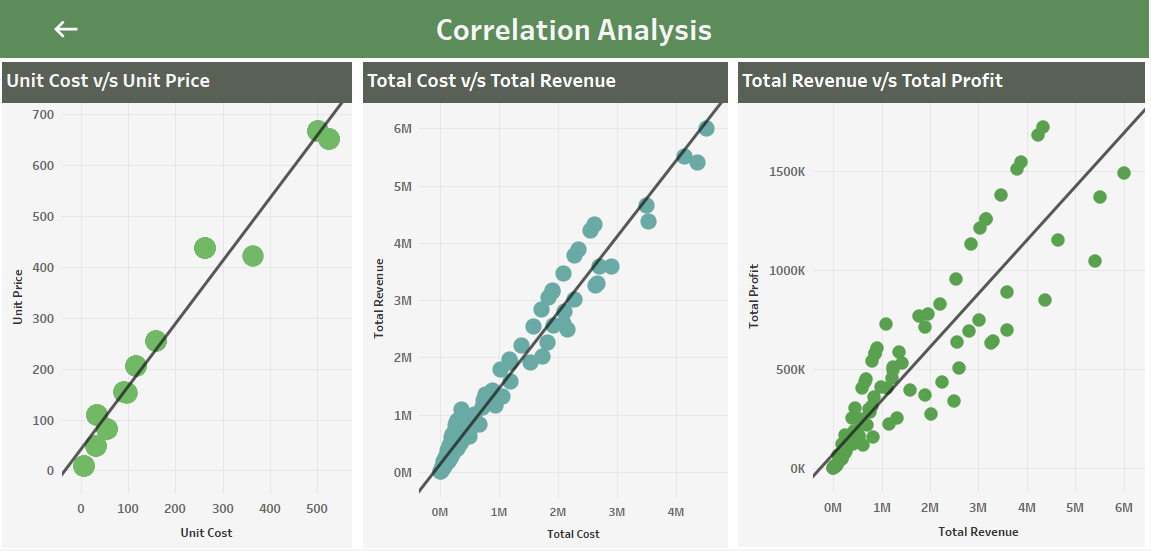 Correlation Analysis
Unit Cost v/s Unit Price
Total Cost v/s Total Revenue
Total Revenue v/s Total Profit
700
600
500
400
300
200
100
0
Unit Price
0 100 200 300 400 500
Unit Cost
6M
5M
4M
3M
2M
1M
0M
Total Revenue
0M 1M 2M 3M 4M
Total Cost
1500K
1000K
500K
0K
Total Profit
0M 1M 2M 3M 4M 5M 6M
Total Revenue